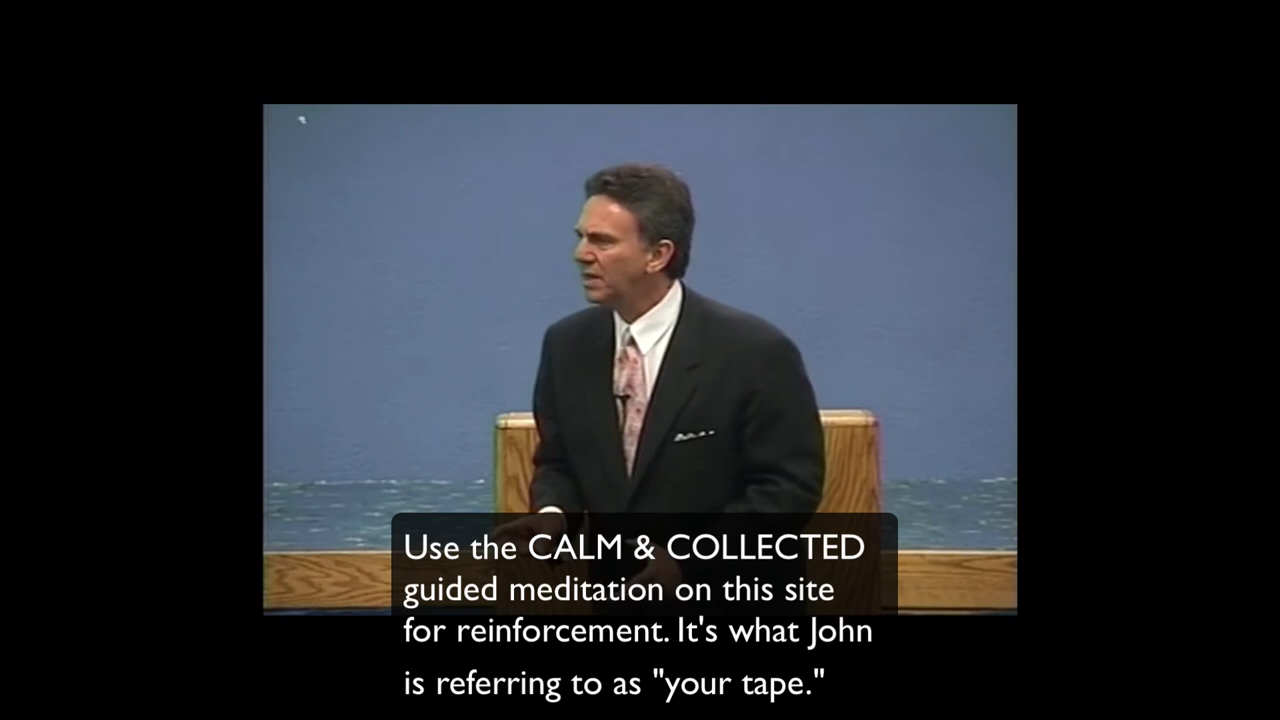 Use the CALM & COLLECTED
guided meditation on this site
for reinforcement. It's what John
is referring to as "your tape."